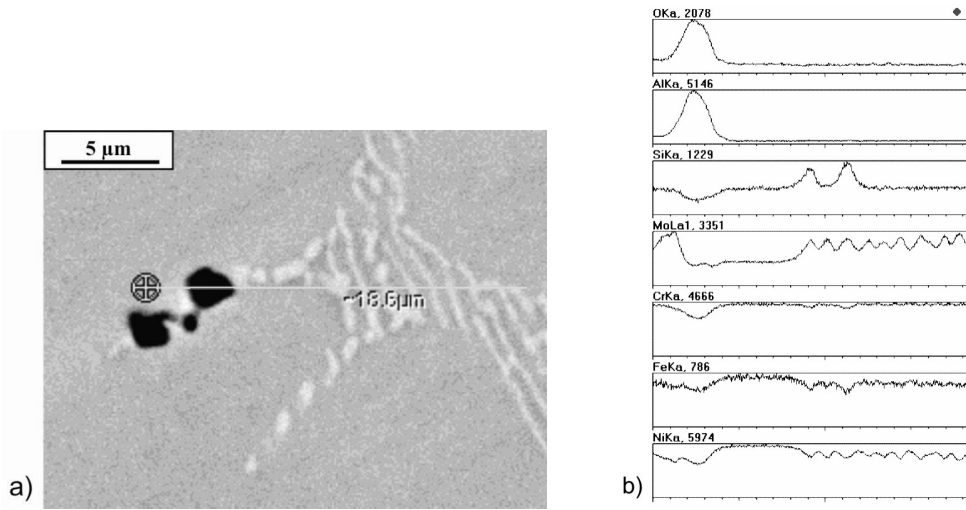 5 μm
~18.6μm
a)
OKa, 2078
AlKa, 5146
SiKa, 1229
MoLa1, 3351
CrKa, 4666
FeKa, 786
NiKa, 5974
b)